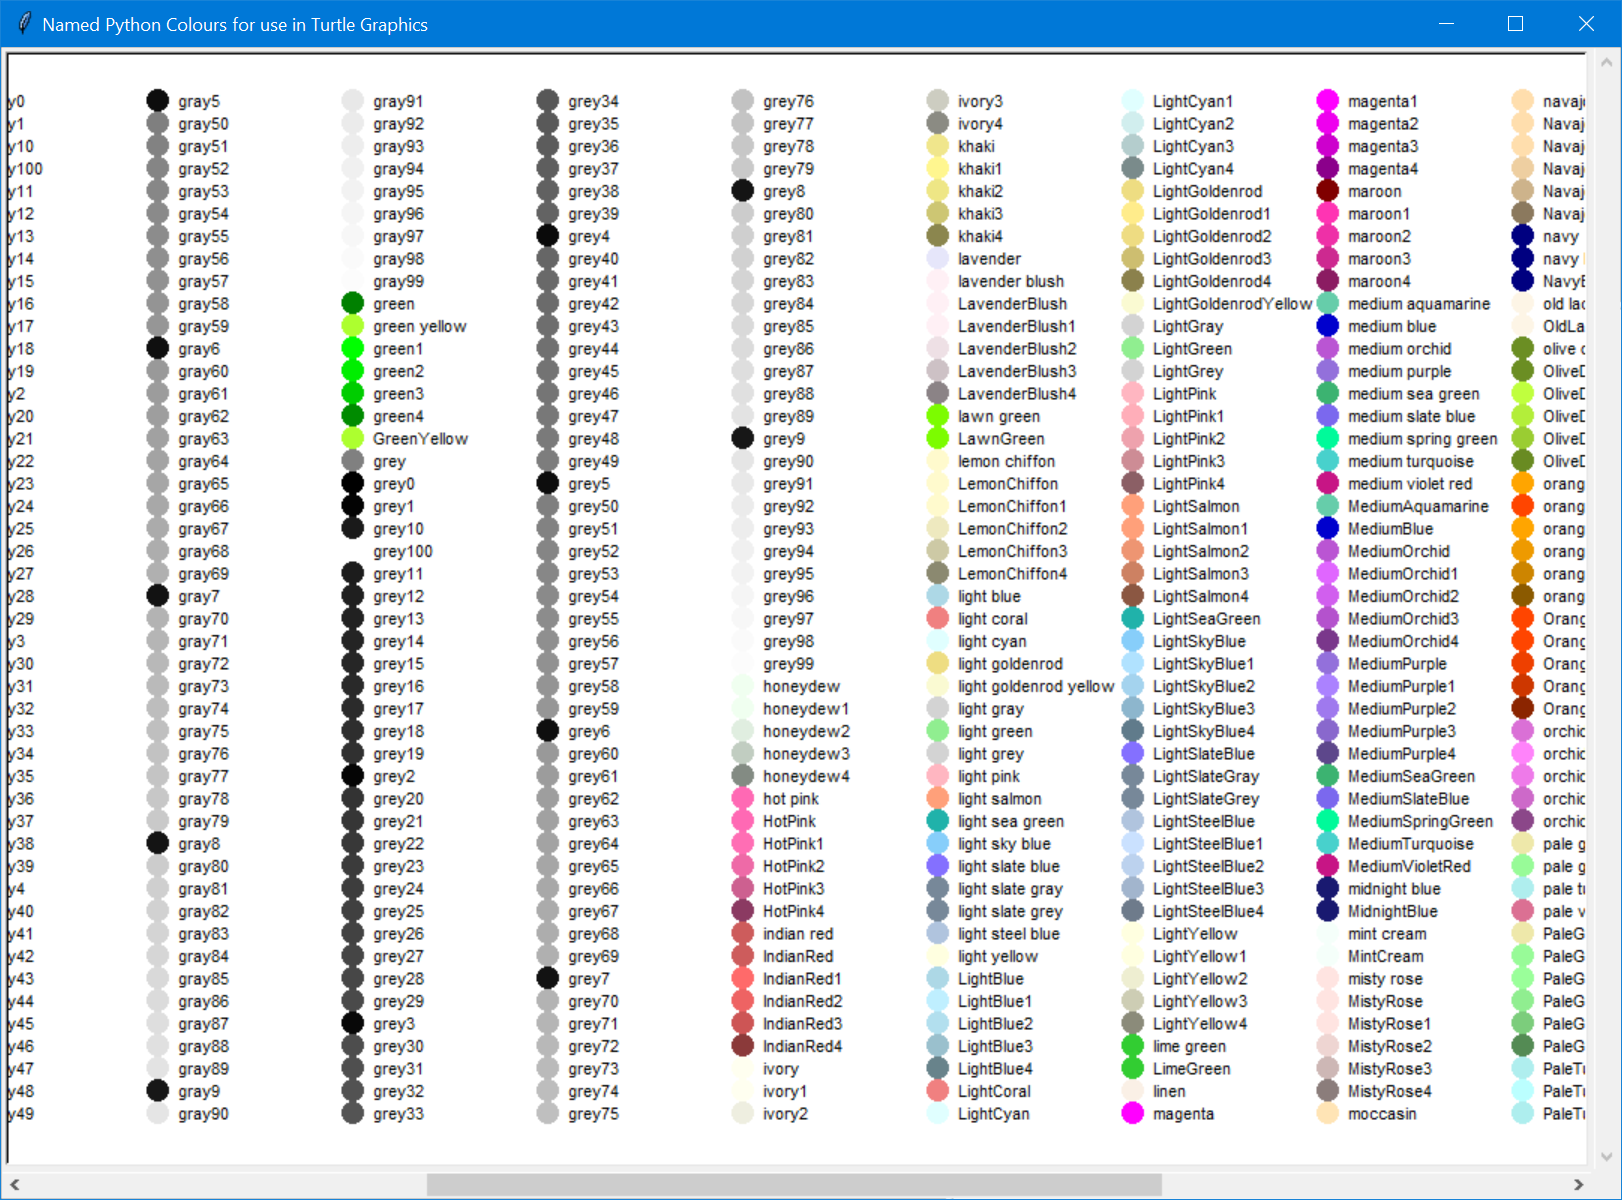 Named Python Colours for use in Turtle Graphics
y0
y1
y10
y100
y11
y12
y13
y14
y15
y16
y17
y18
y19
y2
y20
y21
y22
y23
y24
y25
y26
y27
y28
y29
y3
y30
y31
y32
y33
y34
y35
y36
y37
y38
y39
y4
y40
y41
y42
y43
y44
y45
y46
y47
y48
y49
gray5
gray50
gray51
gray52
gray53
gray54
gray55
gray56
gray57
gray58
gray59
gray6
gray60
gray61
gray62
gray63
gray64
gray65
gray66
gray67
gray68
gray69
gray7
gray70
gray71
gray72
gray73
gray74
gray75
gray76
gray77
gray78
gray79
gray8
gray80
gray81
gray82
gray83
gray84
gray85
gray86
gray87
gray88
gray89
gray9
gray90
gray91
gray92
gray93
gray94
gray95
gray96
gray97
gray98
gray99
green
green yellow
green1
green2
green3
green4
GreenYellow
grey
grey0
grey1
grey10
grey100
grey11
grey12
grey13
grey14
grey15
grey16
grey17
grey18
grey19
grey2
grey20
grey21
grey22
grey23
grey24
grey25
grey26
grey27
grey28
grey29
grey3
grey30
grey31
grey32
grey33
grey34
grey35
grey36
grey37
grey38
grey39
grey4
grey40
grey41
grey42
grey43
grey44
grey45
grey46
grey47
grey48
grey49
grey5
grey50
grey51
grey52
grey53
grey54
grey55
grey56
grey57
grey58
grey59
grey6
grey60
grey61
grey62
grey63
grey64
grey65
grey66
grey67
grey68
grey69
grey7
grey70
grey71
grey72
grey73
grey74
grey75
grey76
grey77
grey78
grey79
grey8
grey80
grey81
grey82
grey83
grey84
grey85
grey86
grey87
grey88
grey89
grey9
grey90
grey91
grey92
grey93
grey94
grey95
grey96
grey97
grey98
grey99
honeydew
honeydew1
honeydew2
honeydew3
honeydew4
hot pink
HotPink
HotPink1
HotPink2
HotPink3
HotPink4
indian red
IndianRed
IndianRed1
IndianRed2
IndianRed3
IndianRed4
ivory
ivory1
ivory2
ivory3
ivory4
khaki
khaki1
khaki2
khaki3
khaki4
lavender
lavender blush
LavenderBlush
LavenderBlush1
LavenderBlush2
LavenderBlush3
LavenderBlush4
lawn green
LawnGreen
lemon chiffon
LemonChiffon
LemonChiffon1
LemonChiffon2
LemonChiffon3
LemonChiffon4
light blue
light coral
light cyan
light goldenrod
light goldenrod yellow
light gray
light green
light grey
light pink
light salmon
light sea green
light sky blue
light slate blue
light slate gray
light slate grey
light steel blue
light yellow
LightBlue
LightBlue1
LightBlue2
LightBlue3
LightBlue4
LightCoral
LightCyan
LightCyan1
LightCyan2
LightCyan3
LightCyan4
LightGoldenrod
LightGoldenrod1
LightGoldenrod2
LightGoldenrod3
LightGoldenrod4
LightGoldenrodYellow
LightGray
LightGreen
LightGrey
LightPink
LightPink1
LightPink2
LightPink3
LightPink4
LightSalmon
LightSalmon1
LightSalmon2
LightSalmon3
LightSalmon4
LightSeaGreen
LightSkyBlue
LightSkyBlue1
LightSkyBlue2
LightSkyBlue3
LightSkyBlue4
LightSlateBlue
LightSlateGray
LightSlateGrey
LightSteelBlue
LightSteelBlue1
LightSteelBlue2
LightSteelBlue3
LightSteelBlue4
LightYellow
LightYellow1
LightYellow2
LightYellow3
LightYellow4
lime green
LimeGreen
linen
magenta
magenta1
magenta2
magenta3
magenta4
maroon
maroon1
maroon2
maroon3
maroon4
medium aquamarine
medium blue
medium orchid
medium purple
medium sea green
medium slate blue
medium spring green
medium turquoise
medium violet red
MediumAquamarine
MediumBlue
MediumOrchid
MediumOrchid1
MediumOrchid2
MediumOrchid3
MediumOrchid4
MediumPurple
MediumPurple1
MediumPurple2
MediumPurple3
MediumPurple4
MediumSeaGreen
MediumSlateBlue
MediumSpringGreen
MediumTurquoise
MediumVioletRed
midnight blue
MidnightBlue
mint cream
MintCream
misty rose
MistyRose
MistyRose1
MistyRose2
MistyRose3
MistyRose4
moccasin
navaj
Navaj
Navaj
Navaj
Navaj
Navaj
navy
navy
Navy
old la
OldLa
olive
Olive
Olive
Olive
Olive
Olive
orang
orang
orang
orang
orang
orang
Orang
Orang
Orang
Orang
Orang
orchi
orchi
orchi
orchi
orchi
pale g
pale g
pale t
pale v
PaleG
PaleG
PaleG
PaleG
PaleG
PaleG
PaleT
PaleT
PaleT